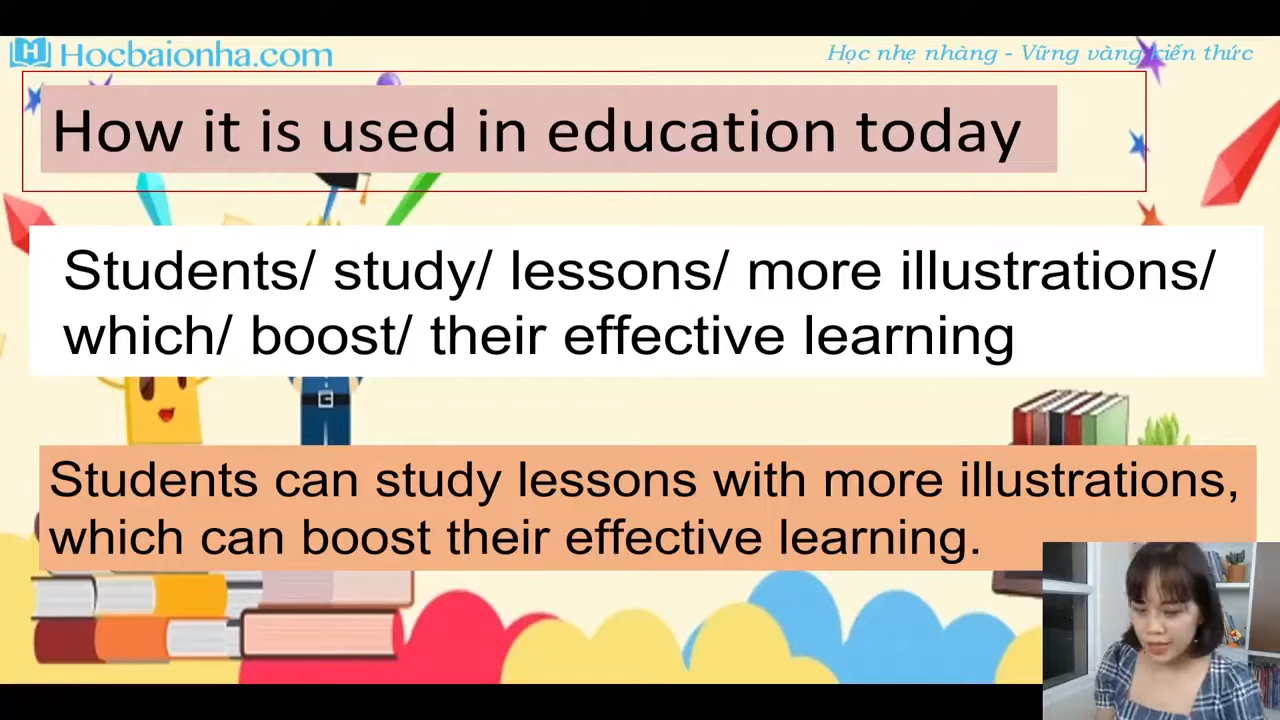 Hocbaionha.com
Học nhẹ nhàng - Vững vàng kiến thức
How it is used in education today
Students/ study/ lessons/ more illustrations/
which/ boost/ their effective learning
Students can study lessons with more illustrations,
which can boost their effective learning.